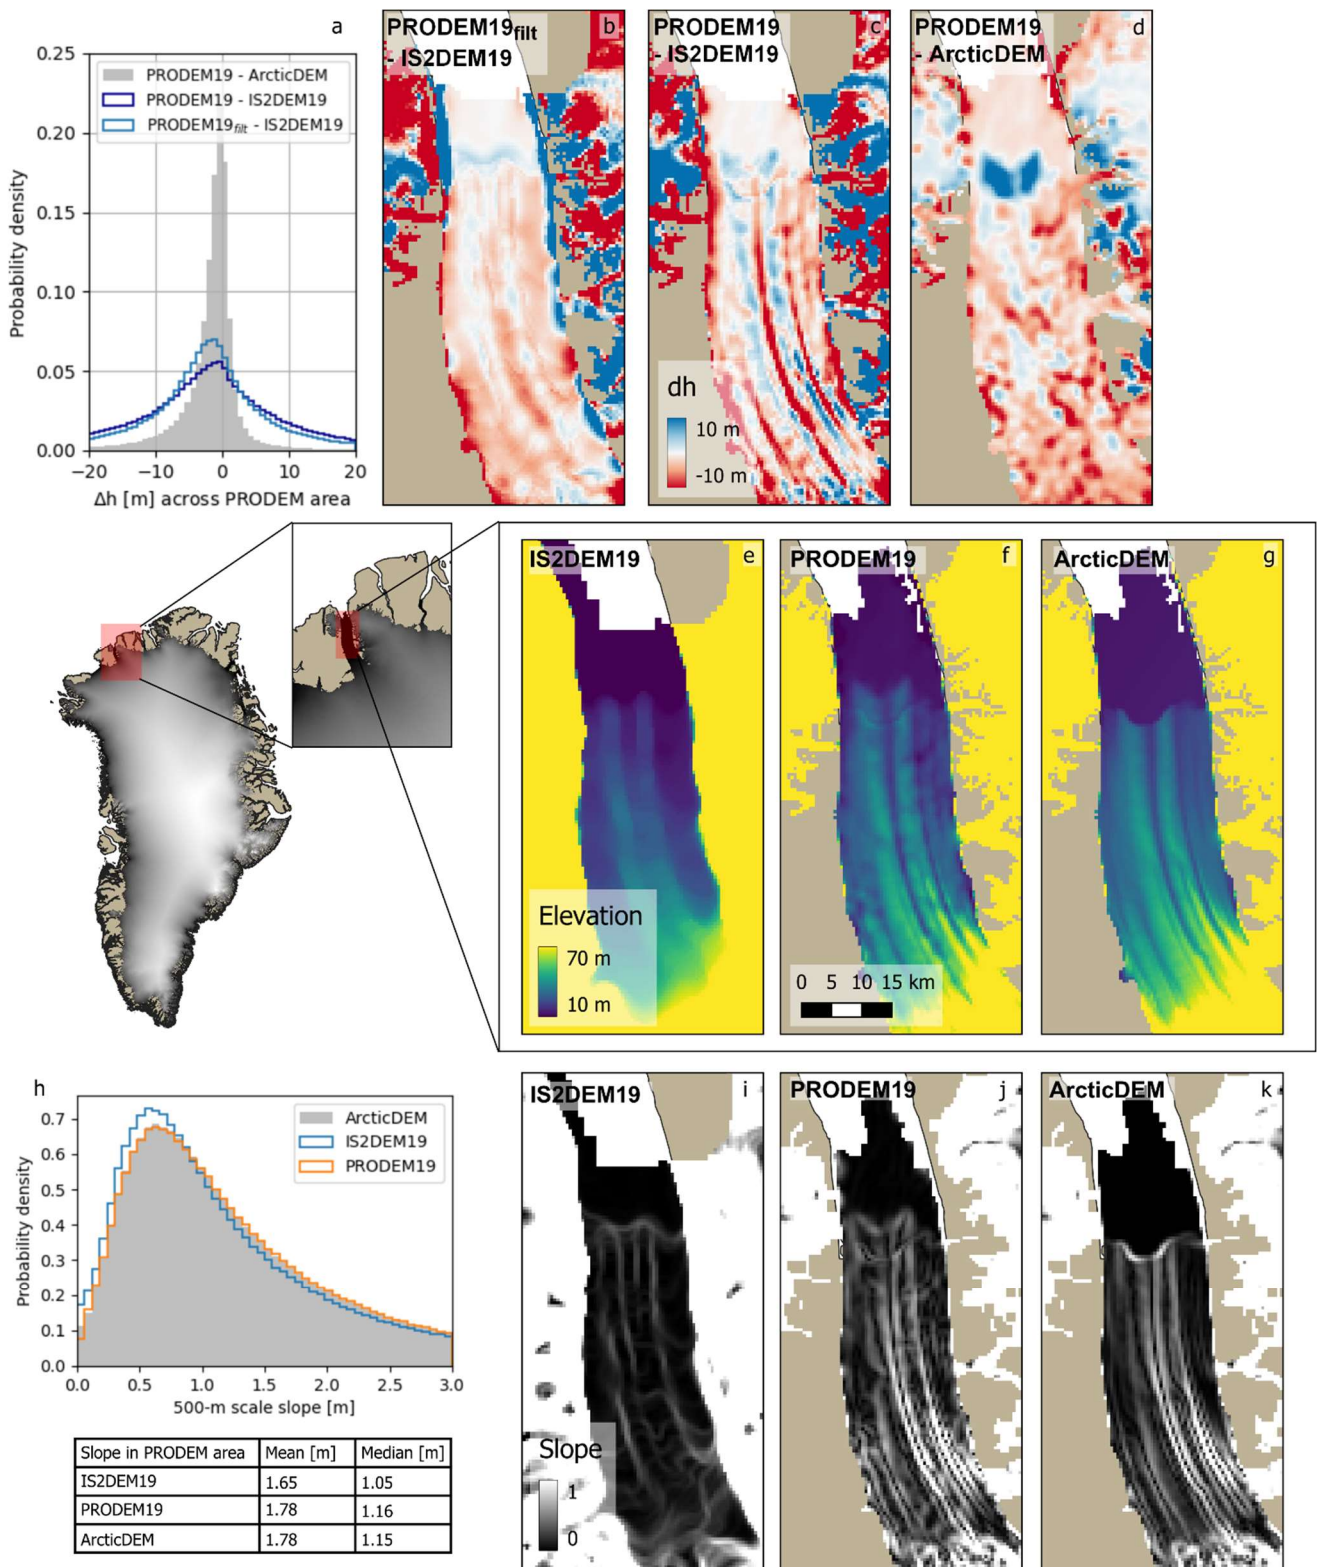 a
0.25
0.20
0.15
0.10
0.05
0.00
Probability density
PRODEM19 - ArcticDEM
PRODEM19 - IS2DEM19
PRODEM19filt - IS2DEM19
−20 −10 0 10 20
Δh [m] across PRODEM area
PRODEM19filt b
- IS2DEM19
PRODEM19 c
- IS2DEM19
dh
10 m
-10 m
PRODEM19 d
- ArcticDEM
IS2DEM19 e
Elevation
70 m
10 m
PRODEM19 f
0 5 10 15 km
ArcticDEM g
h
0.7
0.6
0.5
0.4
0.3
0.2
0.1
0.0
Probability density
ArcticDEM
IS2DEM19
PRODEM19
0.0 0.5 1.0 1.5 2.0 2.5 3.0
500-m scale slope [m]
Slope in PRODEM area Mean [m] Median [m]
IS2DEM19 1.65 1.05
PRODEM19 1.78 1.16
ArcticDEM 1.78 1.15
IS2DEM19 i
Slope
1
0
PRODEM19 j
ArcticDEM k